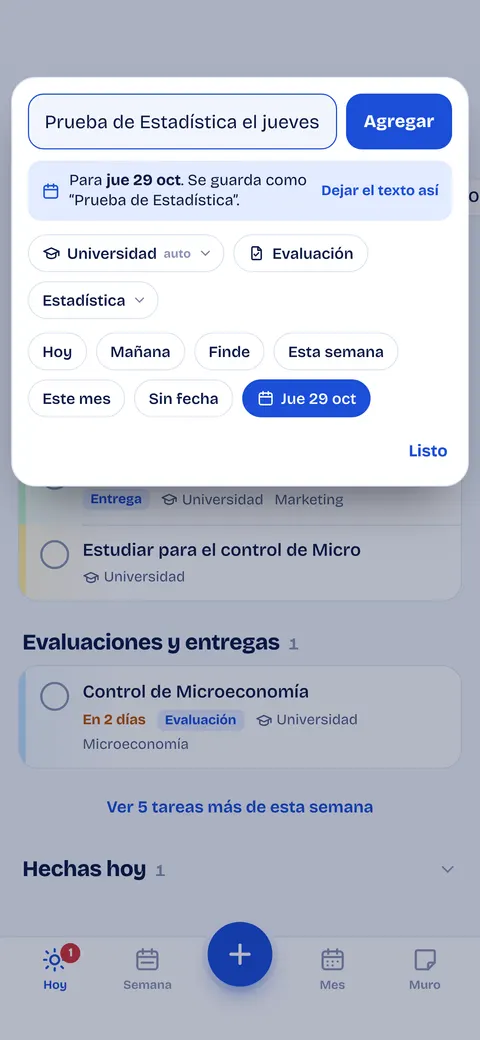 Prueba de Estadística el jueves
Agregar
Para jue 29 oct. Se guarda como
“Prueba de Estadística”.
Dejar el texto así
Universidad auto
Evaluación
Estadística
Hoy
Mañana
Finde
Esta semana
Este mes
Sin fecha
Jue 29 oct
Listo
Entrega
Universidad
Marketing
Estudiar para el control de Micro
Universidad
Evaluaciones y entregas 1
Control de Microeconomía
En 2 días
Evaluación
Universidad
Microeconomía
Ver 5 tareas más de esta semana
Hechas hoy 1
1
Hoy
Semana
Mes
Muro